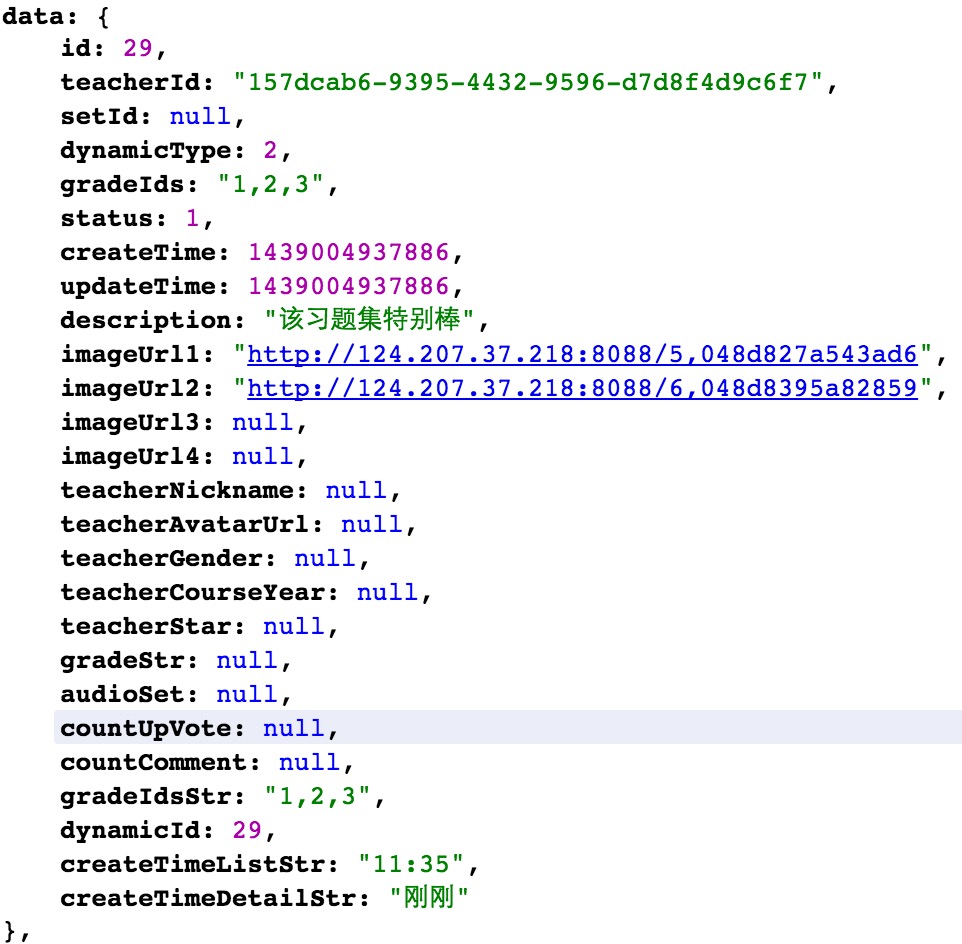 data: {
    id: 29,
    teacherId: "157dcab6-9395-4432-9596-d7d8f4d9c6f7",
    setId: null,
    dynamicType: 2,
    gradeIds: "1,2,3",
    status: 1,
    createTime: 1439004937886,
    updateTime: 1439004937886,
    description: "该习题集特别棒",
    imageUrl1: "http://124.207.37.218:8088/5,048d827a543ad6",
    imageUrl2: "http://124.207.37.218:8088/6,048d8395a82859",
    imageUrl3: null,
    imageUrl4: null,
    teacherNickname: null,
    teacherAvatarUrl: null,
    teacherGender: null,
    teacherCourseYear: null,
    teacherStar: null,
    gradeStr: null,
    audioSet: null,
    countUpVote: null,
    countComment: null,
    gradeIdsStr: "1,2,3",
    dynamicId: 29,
    createTimeListStr: "11:35",
    createTimeDetailStr: "刚刚"
},